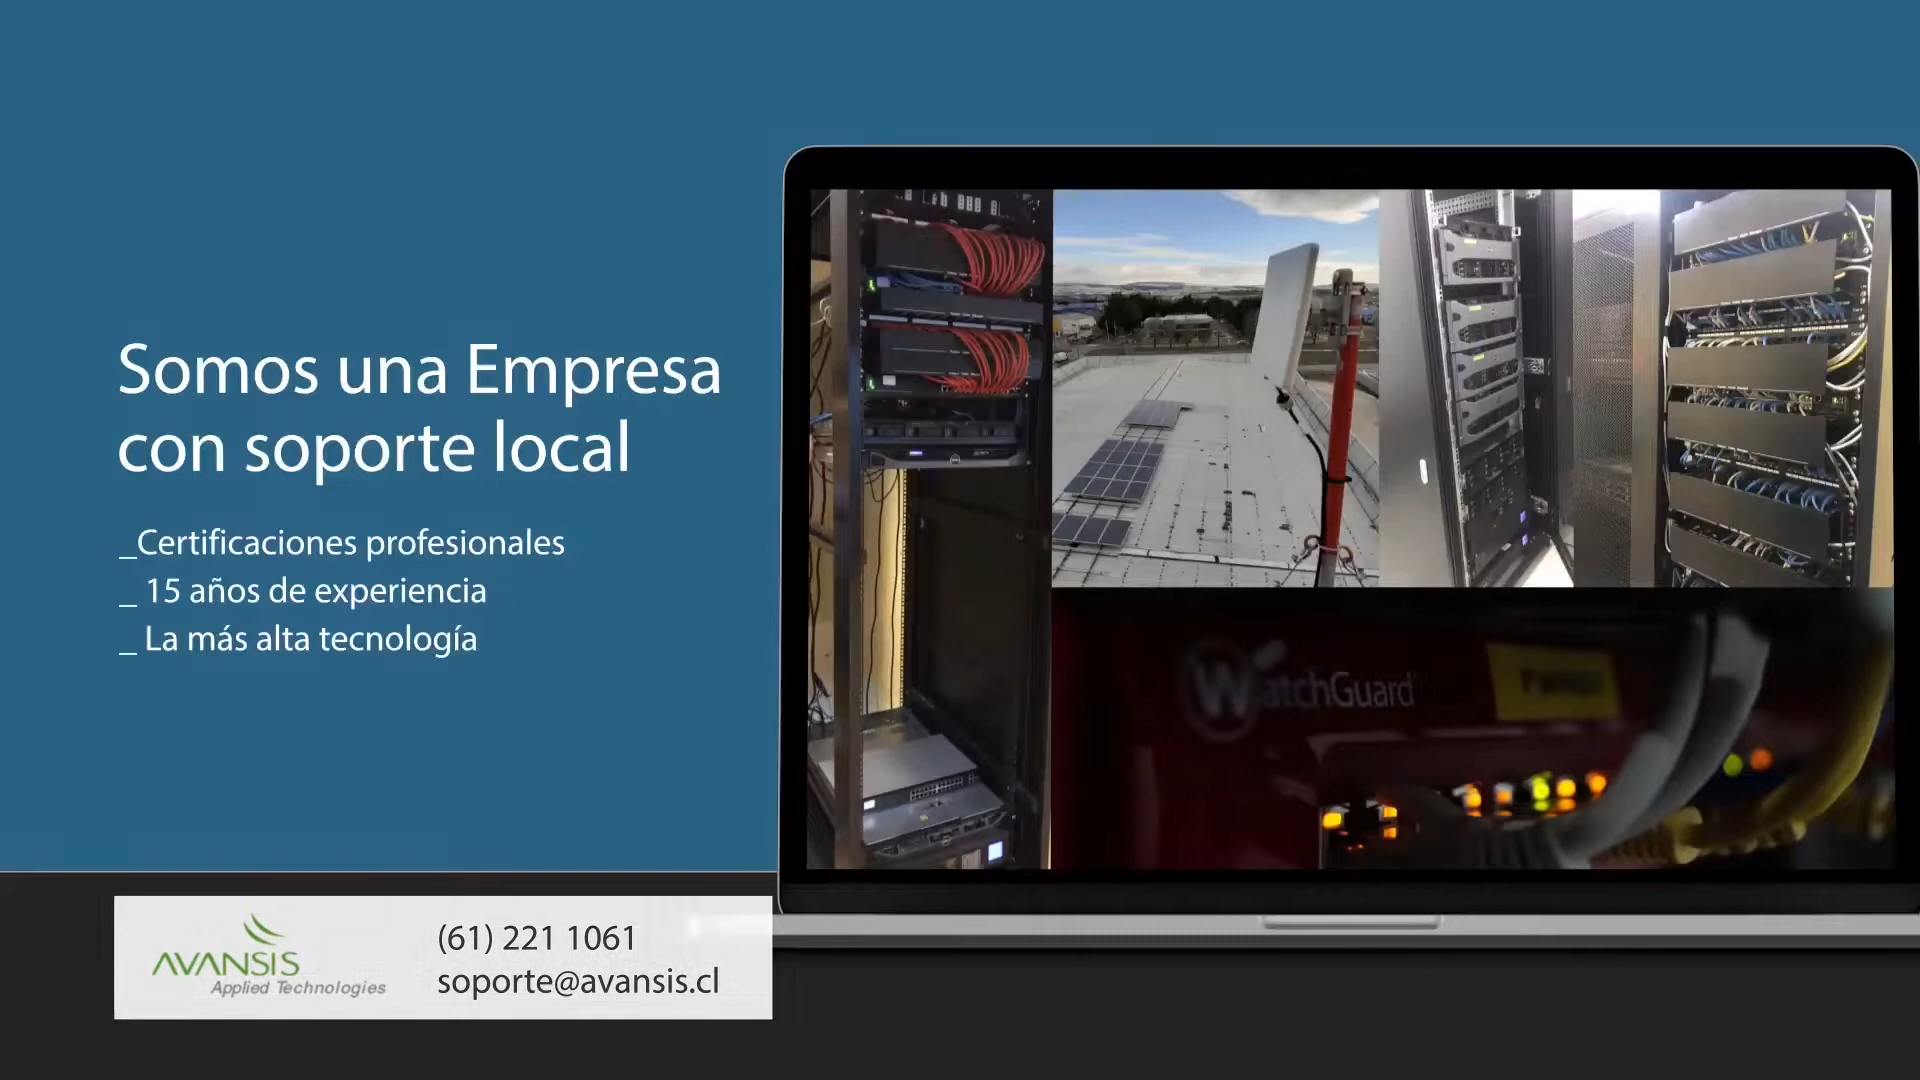 Somos una Empresa
con soporte local
_Certificaciones profesionales
_ 15 años de experiencia
_ La más alta tecnología
WatchGuard
AVANSIS
Applied Technologies
(61) 221 1061
soporte@avansis.cl